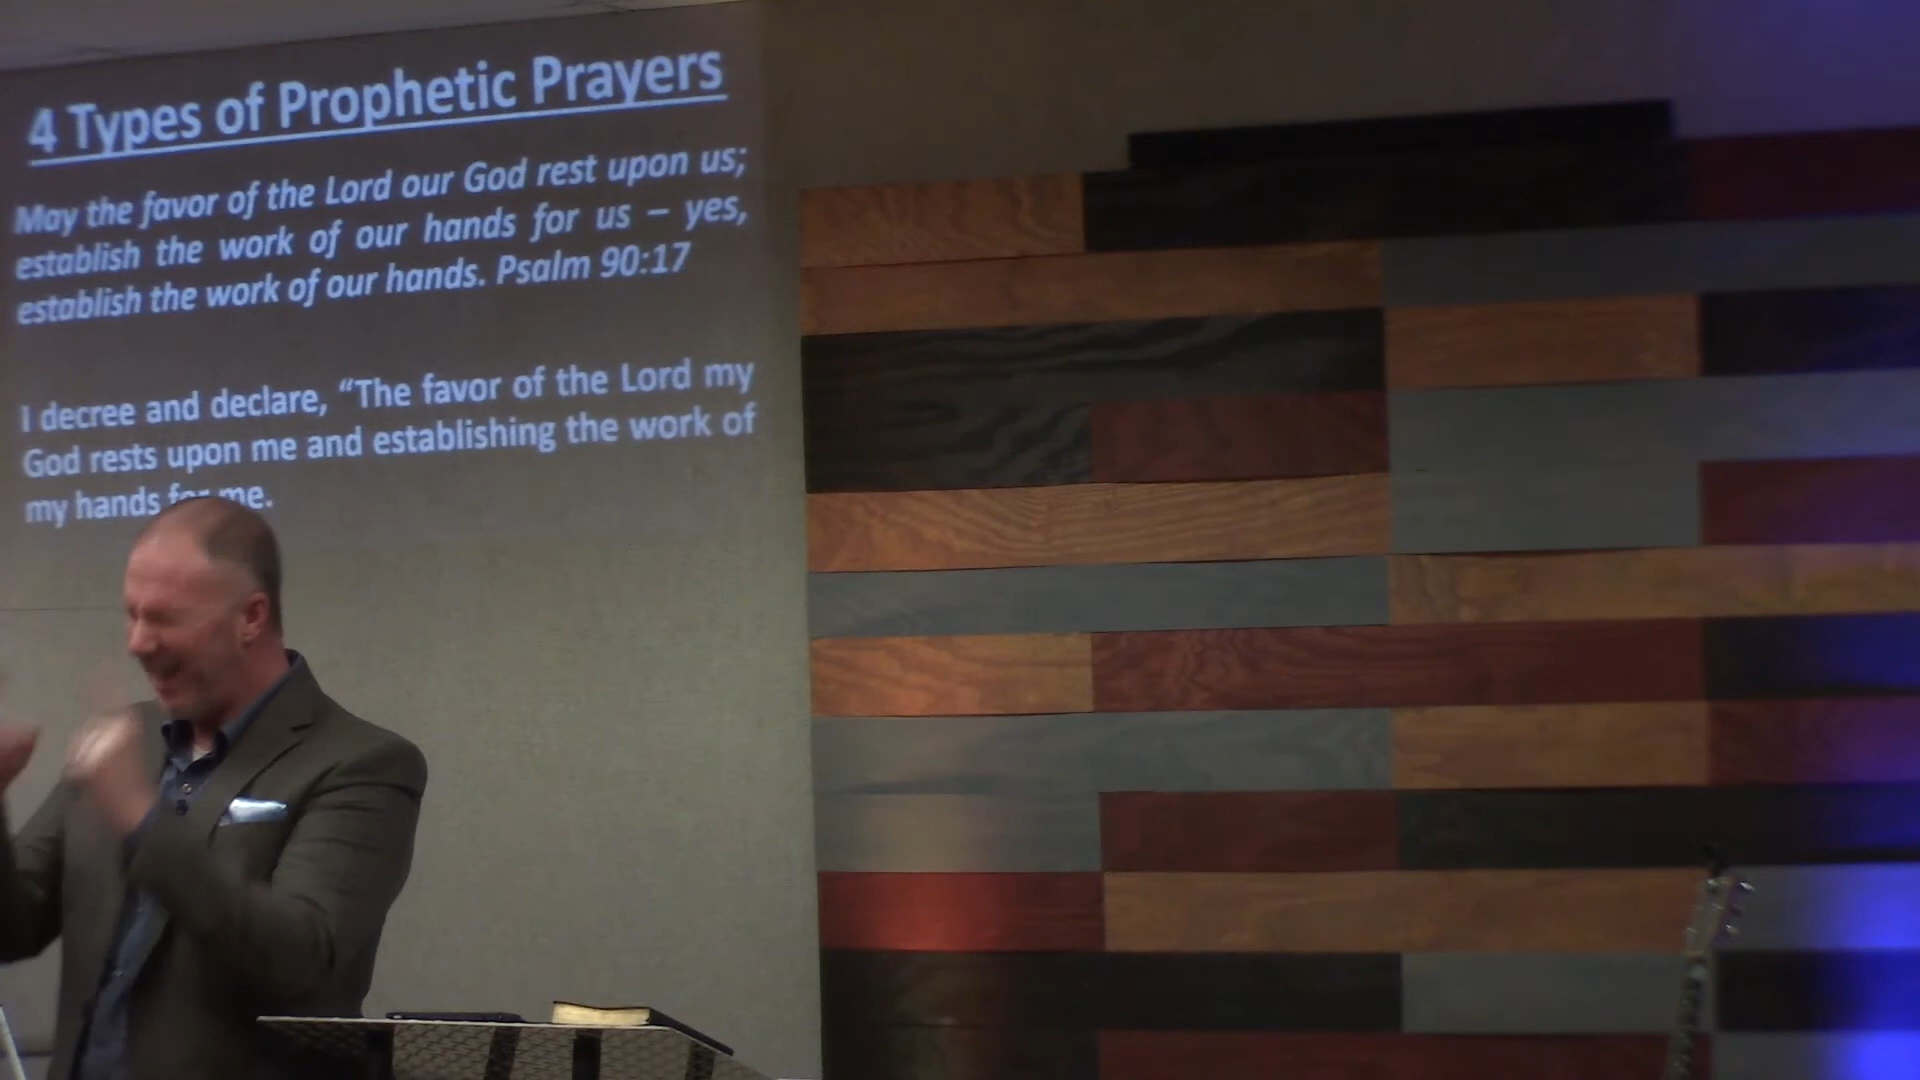 4 Types of Prophetic Prayers
May the favor of the Lord our God rest upon us;
establish the work of our hands for us – yes,
establish the work of our hands. Psalm 90:17
I decree and declare, “The favor of the Lord my
God rests upon me and establishing the work of
my hands for me.